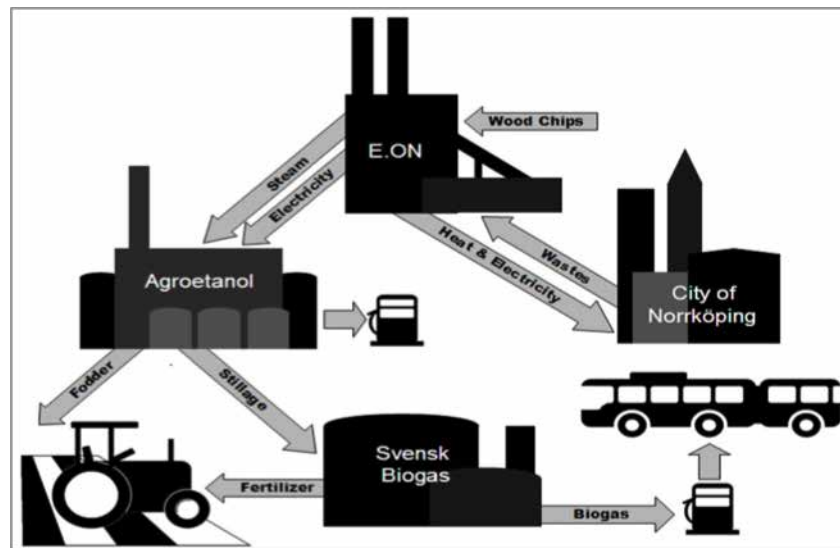 Wood Chips
E.ON
Steam
Electricity
Heat & Electricity
Wastes
Agroetanol
City of
Norrköping
Fodder
Stillage
Svensk
Biogas
Fertilizer
Biogas